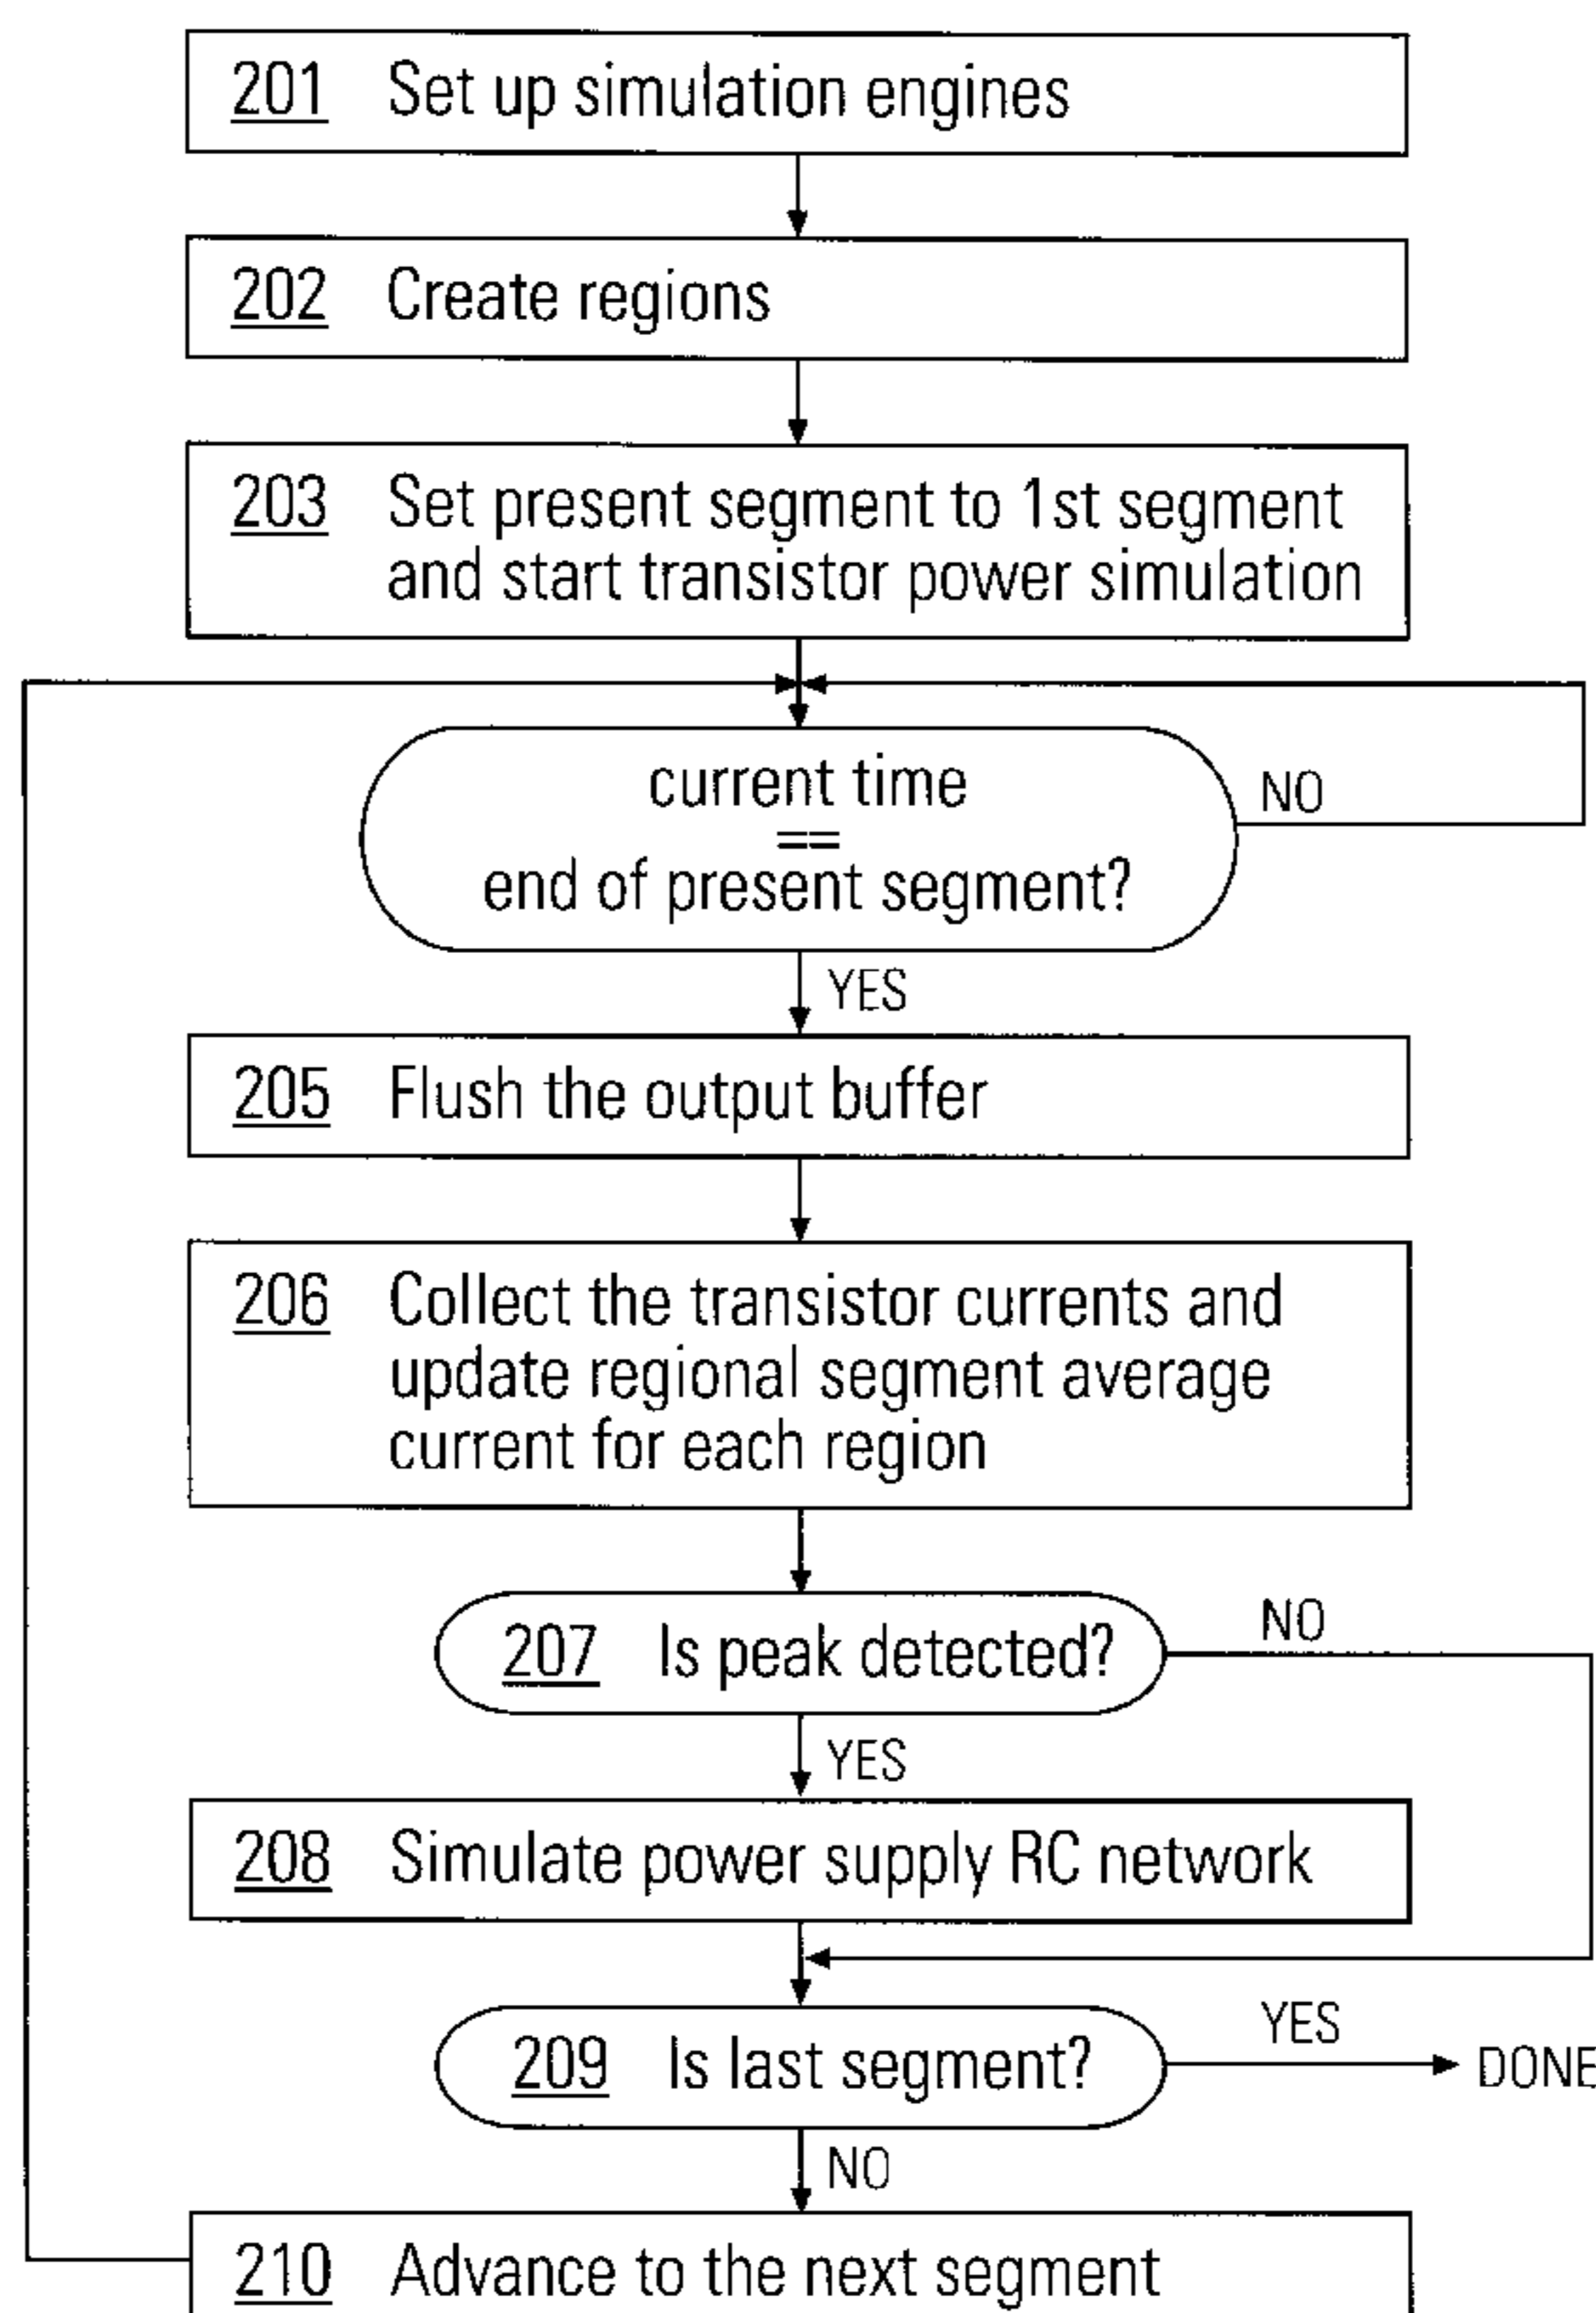 201 Set up simulation engines
202 Create regions
203 Set present segment to 1st segment
and start transistor power simulation
current time
==
end of present segment?
NO
YES
205 Flush the output buffer
206 Collect the transistor currents and
update regional segment average
current for each region
207 Is peak detected?
NO
YES
208 Simulate power supply RC network
209 Is last segment?
YES
DONE
NO
210 Advance to the next segment